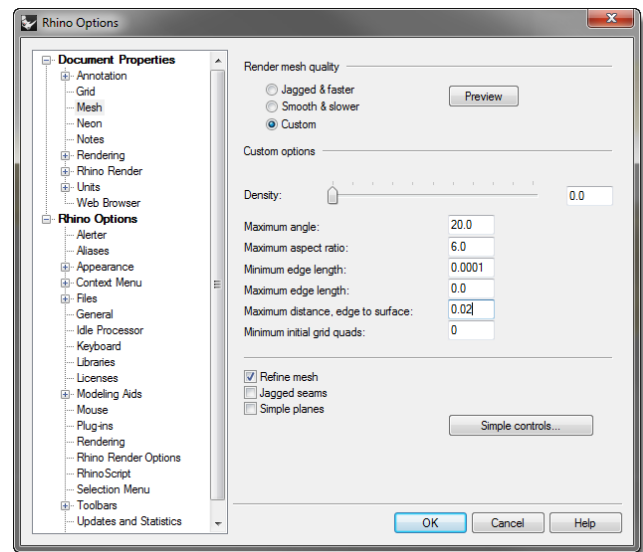 Rhino Options
Document Properties
Annotation
Grid
Mesh
Neon
Notes
Rendering
Rhino Render
Units
Web Browser
Rhino Options
Alerter
Aliases
Appearance
Context Menu
Files
General
Idle Processor
Keyboard
Libraries
Licenses
Modeling Aids
Mouse
Plug-ins
Rendering
Rhino Render Options
RhinoScript
Selection Menu
Toolbars
Updates and Statistics
Render mesh quality
Jagged & faster
Smooth & slower
Custom
Preview
Custom options
Density: 0.0
Maximum angle: 20.0
Maximum aspect ratio: 6.0
Minimum edge length: 0.0001
Maximum edge length: 0.0
Maximum distance, edge to surface: 0.02
Minimum initial grid quads: 0
Refine mesh
Jagged seams
Simple planes
Simple controls...
OK Cancel Help